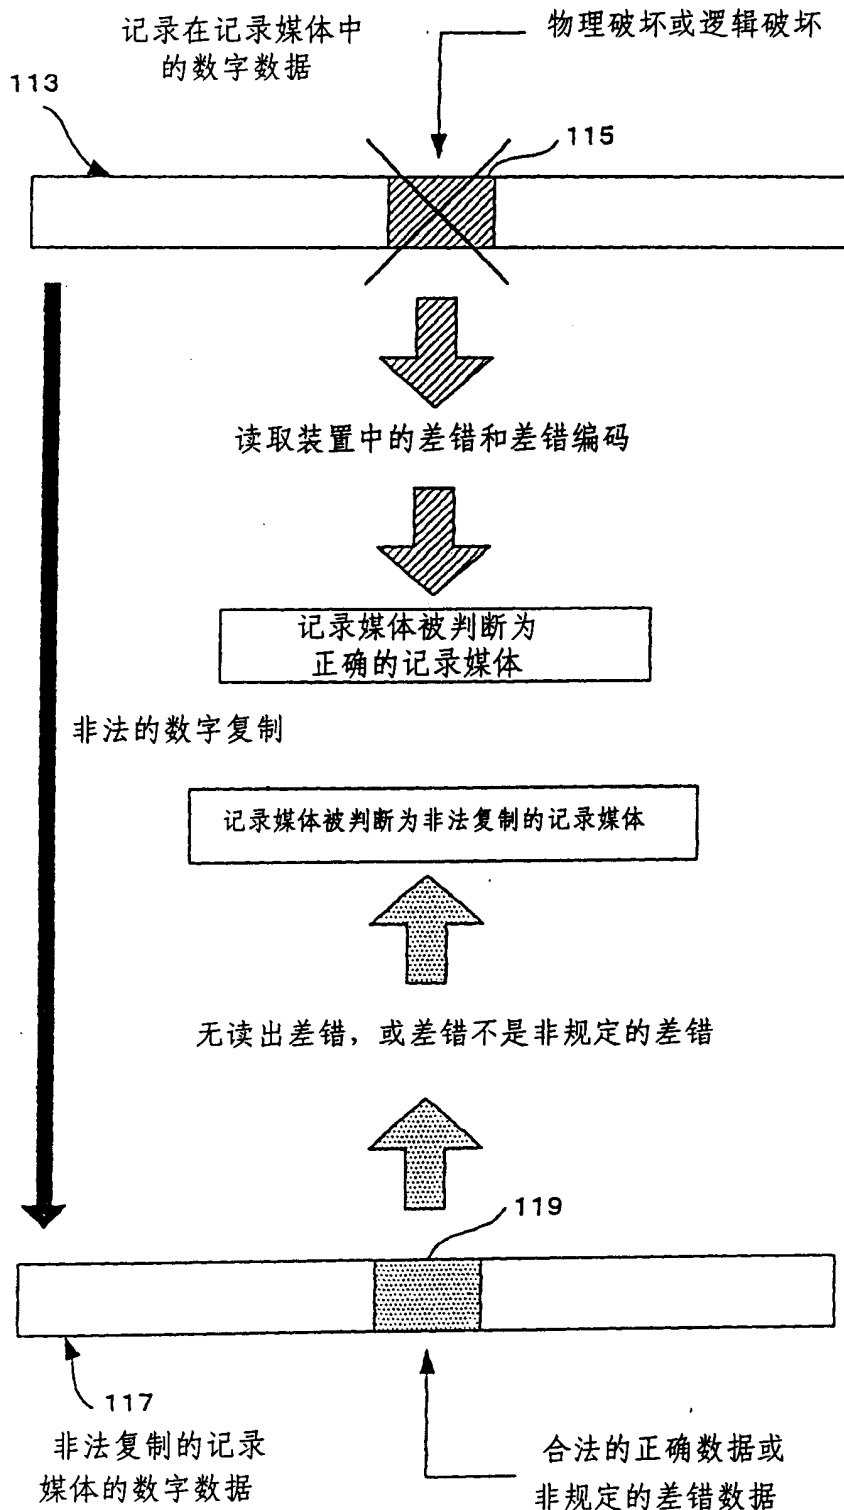 记录在记录媒体中
的数字数据
物理破坏或逻辑破坏
113
115
读取装置中的差错和差错编码
记录媒体被判断为
正确的记录媒体
非法的数字复制
记录媒体被判断为非法复制的记录媒体
无读出差错，或差错不是非规定的差错
119
117
非法复制的记录
媒体的数字数据
合法的正确数据或
非规定的差错数据